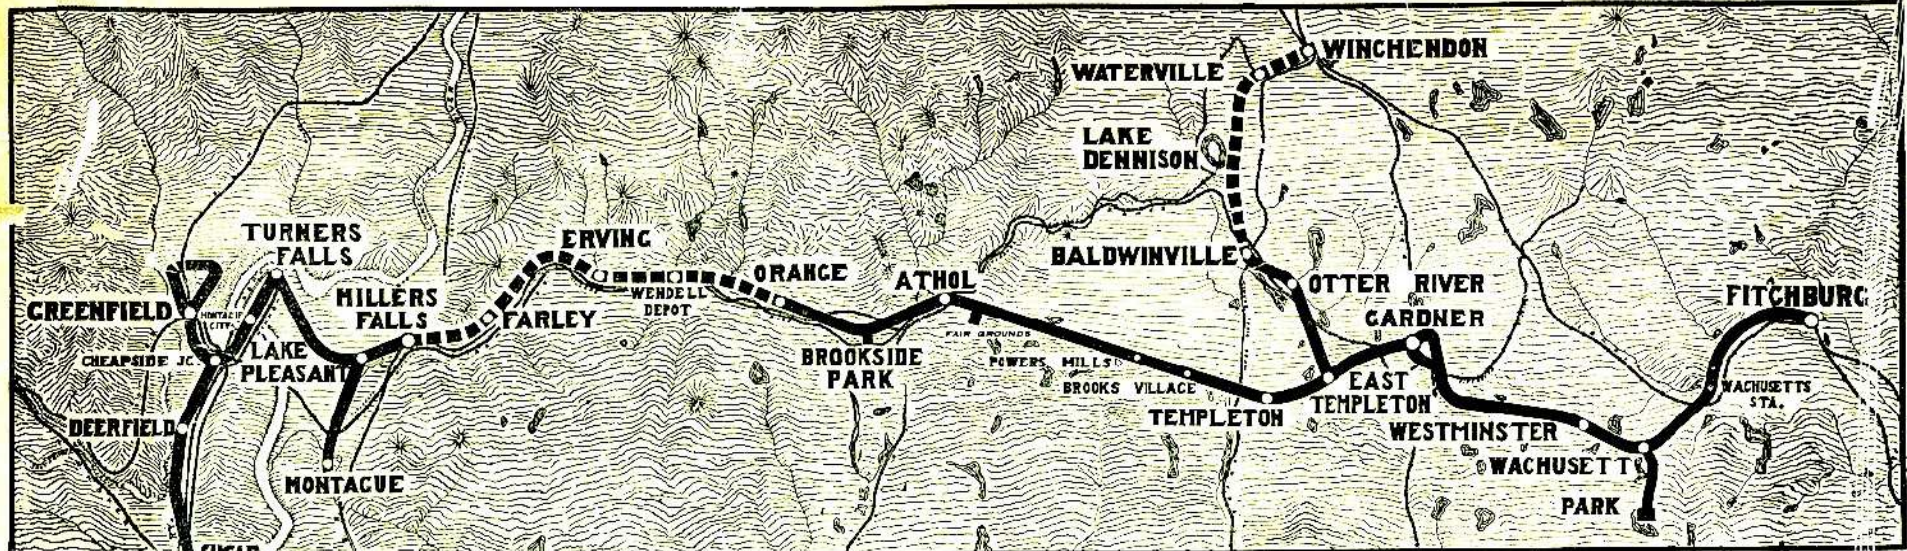 WINCHENDON
WATERVILLE
LAKE
DENNISON
TURNERS
FALLS
ERVING
BALDWINVILLE
ORANGE
ATHOL
OTTER RIVER
WENDELL
DEPOT
MILLERS
FALLS
FITCHBURG
GREENFIELD
MONTAGUE
CITY
FARLEY
GARDNER
FAIR GROUNDS
CHEAPSIDE JC.
LAKE
PLEASANT
BROOKSIDE
PARK
POWERS MILLS
BROOKS VILLAGE
EAST
TEMPLETON
WACHUSETTS
STA.
TEMPLETON
DEERFIELD
WESTMINSTER
WACHUSETT
MONTAGUE
PARK